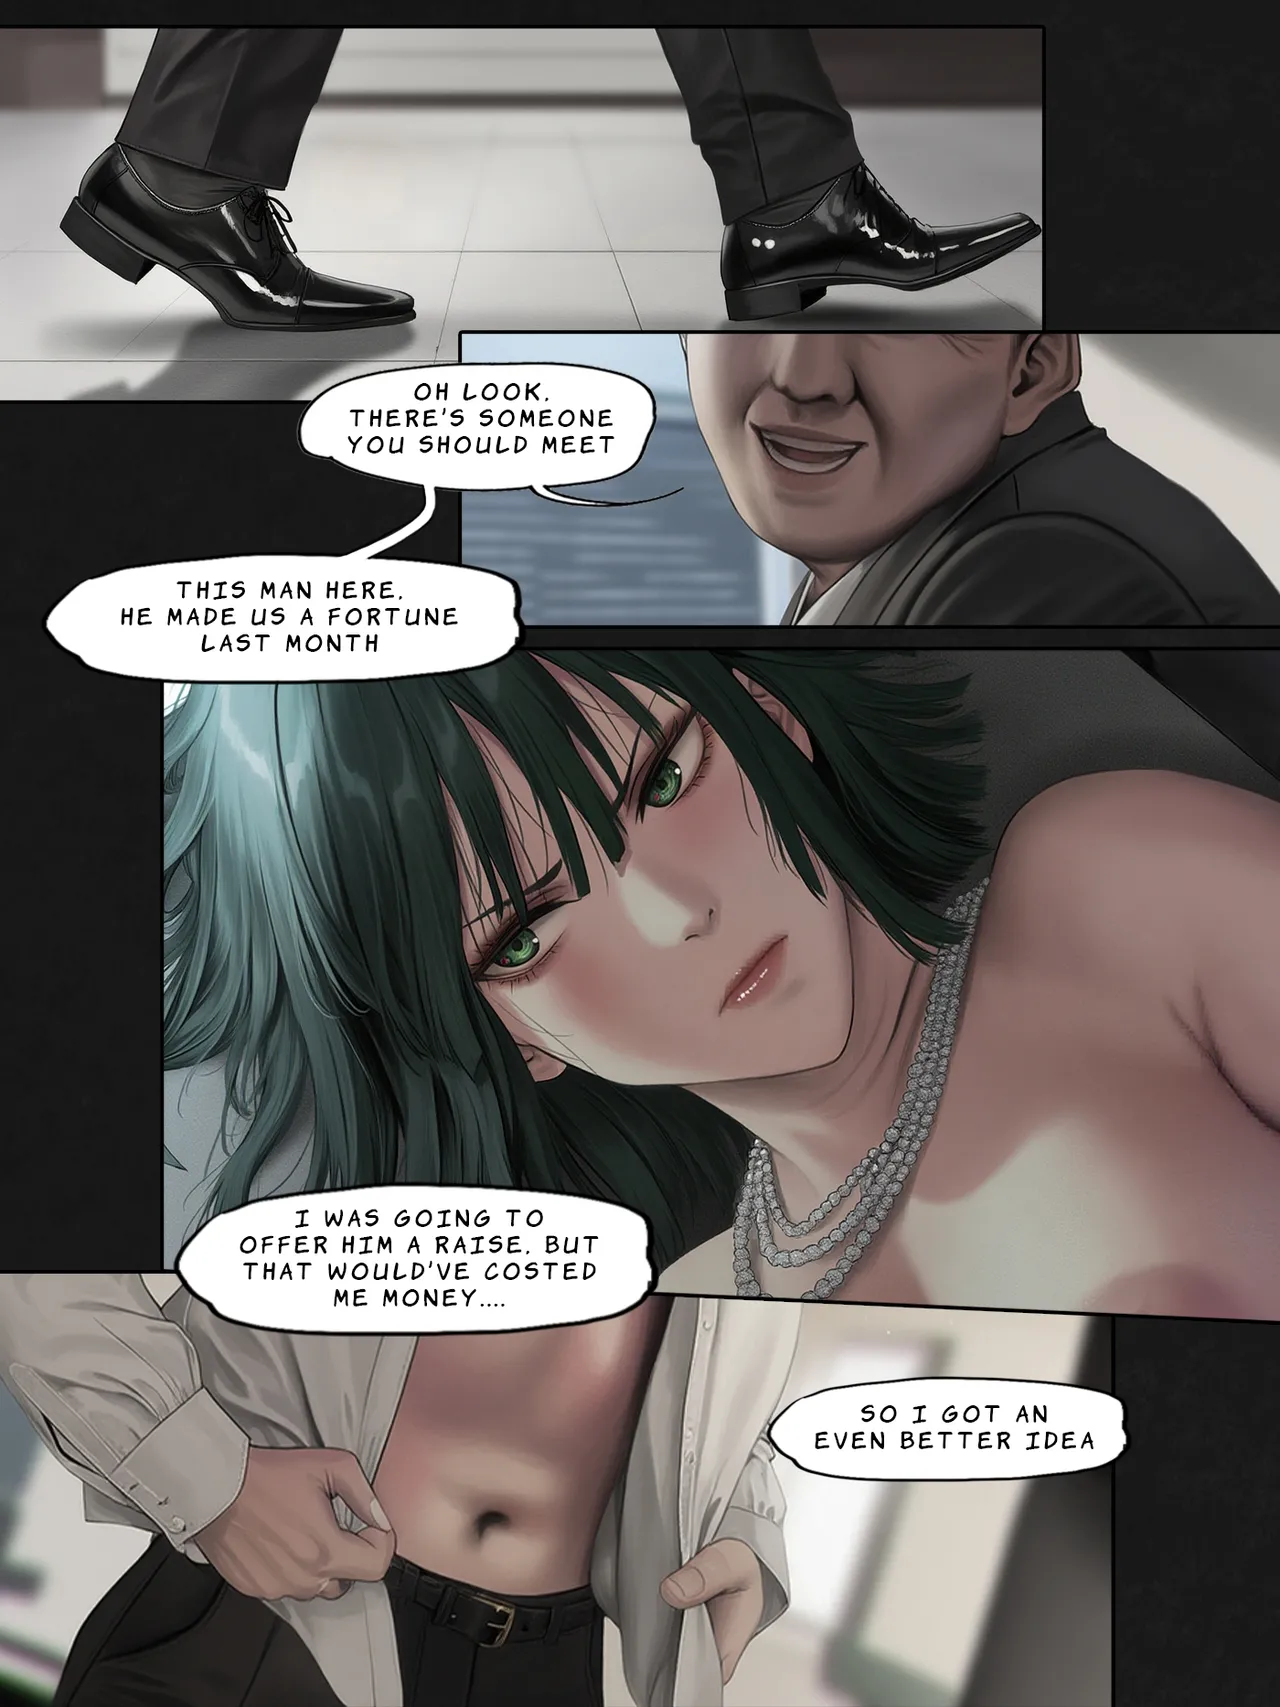 OH LOOK,
THERE'S SOMEONE
YOU SHOULD MEET
THIS MAN HERE,
HE MADE US A FORTUNE
LAST MONTH
I WAS GOING TO
OFFER HIM A RAISE, BUT
THAT WOULD'VE COSTED
ME MONEY....
SO I GOT AN
EVEN BETTER IDEA